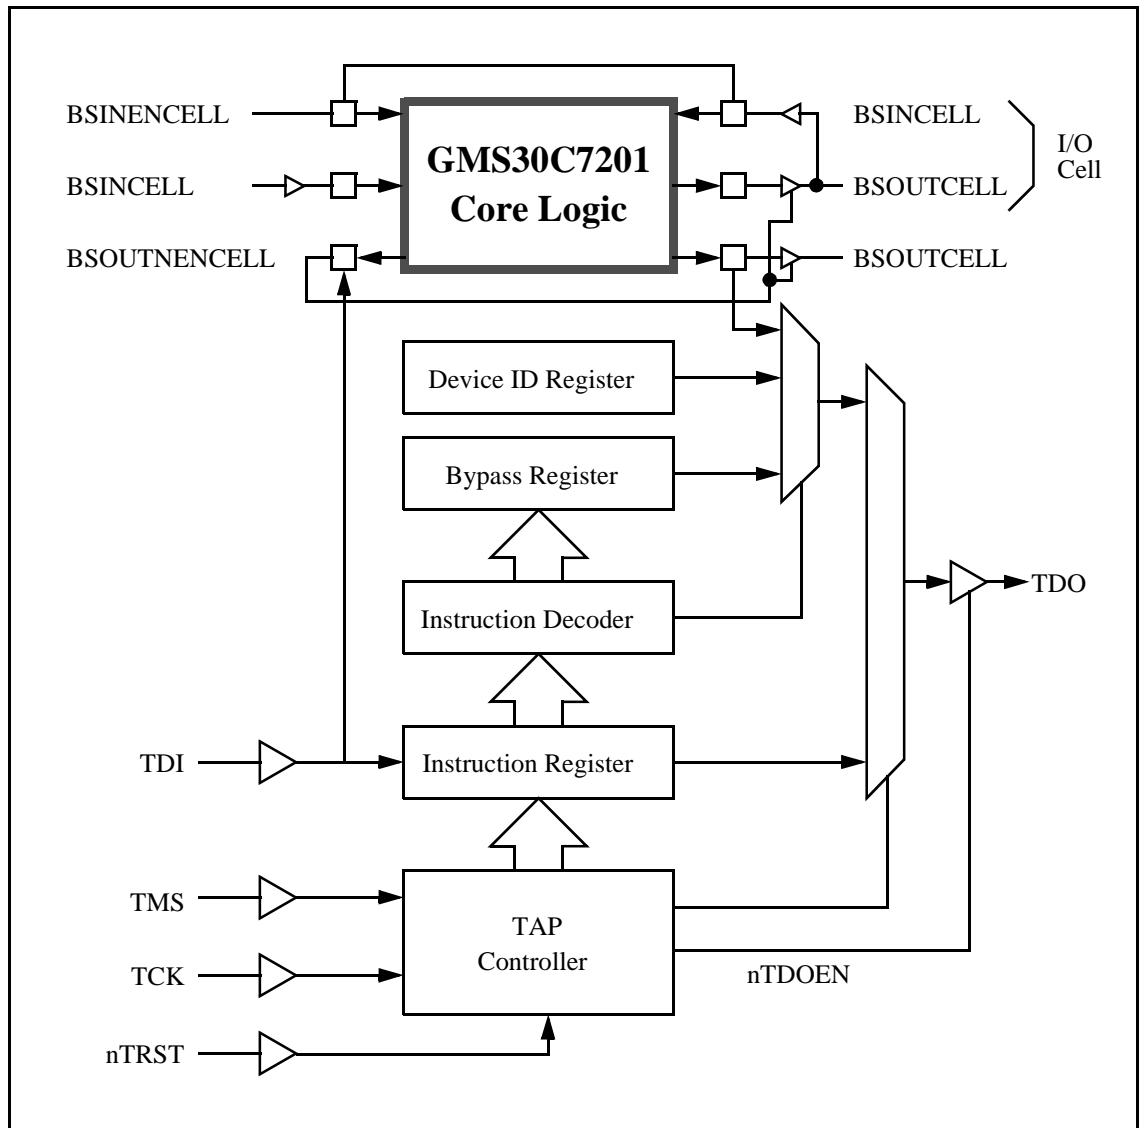 BSINENCELL
BSINCELL
I/O
Cell
GMS30C7201
Core Logic
BSINCELL
BSOUTCELL
BSOUTNENCELL
BSOUTCELL
Device ID Register
Bypass Register
Instruction Decoder
TDO
TDI
Instruction Register
TMS
TAP
Controller
TCK
nTDOEN
nTRST